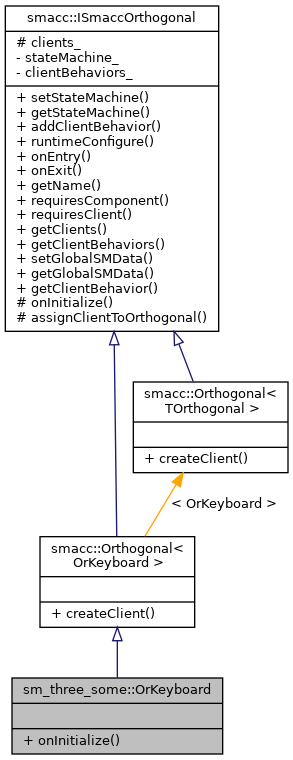 smacc::ISmaccOrthogonal
# clients_
- stateMachine_
- clientBehaviors_
+ setStateMachine()
+ getStateMachine()
+ addClientBehavior()
+ runtimeConfigure()
+ onEntry()
+ onExit()
+ getName()
+ requiresComponent()
+ requiresClient()
+ getClients()
+ getClientBehaviors()
+ setGlobalSMData()
+ getGlobalSMData()
+ getClientBehavior()
# onInitialize()
# assignClientToOrthogonal()
smacc::Orthogonal<
TOrthogonal >
+ createClient()
< OrKeyboard >
smacc::Orthogonal<
OrKeyboard >
+ createClient()
sm_three_some::OrKeyboard
+ onInitialize()